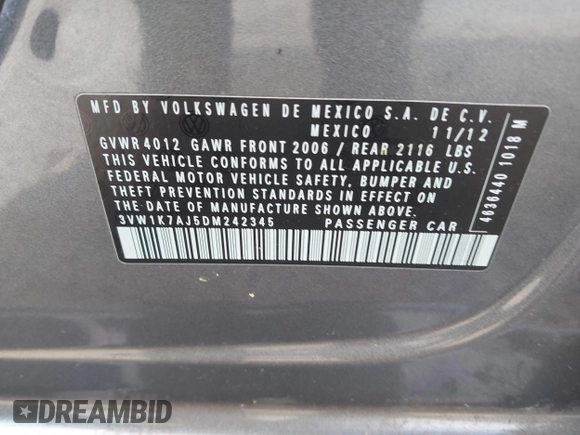 MFD BY VOLKSWAGEN DE MEXICO S.A. DE C.V.
MEXICO 11/12
GVWR 4012 GAWR FRONT 2006 / REAR 2116 LBS
THIS VEHICLE CONFORMS TO ALL APPLICABLE U.S.
FEDERAL MOTOR VEHICLE SAFETY, BUMPER AND
THEFT PREVENTION STANDARDS IN EFFECT ON
THE DATE OF MANUFACTURE SHOWN ABOVE.
3VW1K7AJ5DM242345 PASSENGER CAR
4636440 1018 M
DREAMBID